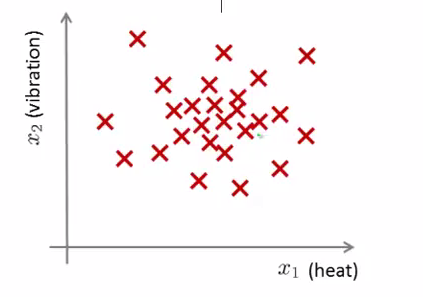 x₂ (vibration)
x₁ (heat)